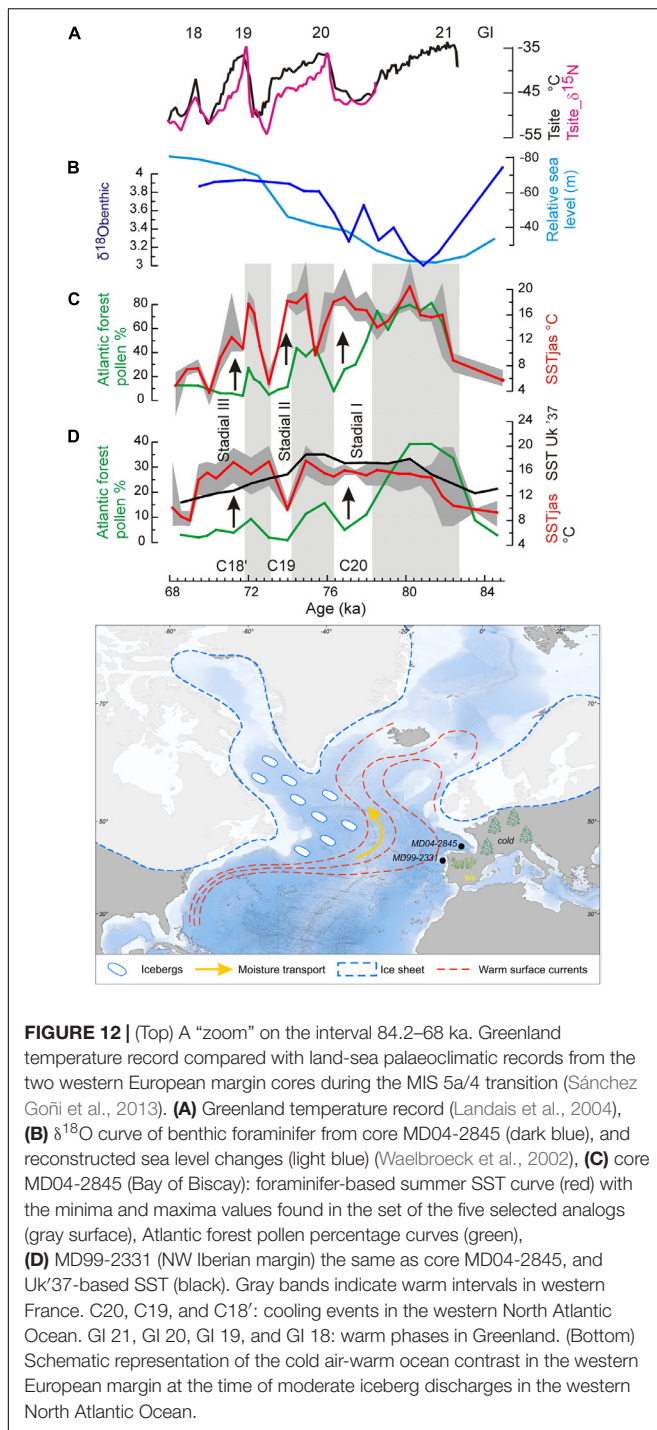 A
18 19 20 21 GI
-35
-45
-55
Tsite °C
Tsite_δ¹⁵N
B
4
3.8
3.6
3.4
3.2
3
δ¹⁸Obenthic
-80
-60
-40
Relative sea
level (m)
C
80
60
40
20
0
Atlantic forest
pollen %
20
16
12
8
4
SSTjas °C
Stadial III
Stadial II
Stadial I
D
40
30
20
10
0
Atlantic forest
pollen %
24
20
16
12
8
4
SST Uk '37
SSTjas
°C
C18' C19 C20
68 72 76 80 84
Age (ka)
-80° -60° -40° -20° 0° 20°
70° 70°
50° 50°
30° 30°
MD04-2845
MD99-2331
cold
Icebergs Moisture transport Ice sheet Warm surface currents
FIGURE 12 | (Top) A “zoom” on the interval 84.2–68 ka. Greenland
temperature record compared with land-sea palaeoclimatic records from the
two western European margin cores during the MIS 5a/4 transition (Sánchez
Goñi et al., 2013). (A) Greenland temperature record (Landais et al., 2004),
(B) δ¹⁸O curve of benthic foraminifer from core MD04-2845 (dark blue), and
reconstructed sea level changes (light blue) (Waelbroeck et al., 2002), (C) core
MD04-2845 (Bay of Biscay): foraminifer-based summer SST curve (red) with
the minima and maxima values found in the set of the five selected analogs
(gray surface), Atlantic forest pollen percentage curves (green),
(D) MD99-2331 (NW Iberian margin) the same as core MD04-2845, and
Uk′37-based SST (black). Gray bands indicate warm intervals in western
France. C20, C19, and C18′: cooling events in the western North Atlantic
Ocean. GI 21, GI 20, GI 19, and GI 18: warm phases in Greenland. (Bottom)
Schematic representation of the cold air-warm ocean contrast in the western
European margin at the time of moderate iceberg discharges in the western
North Atlantic Ocean.